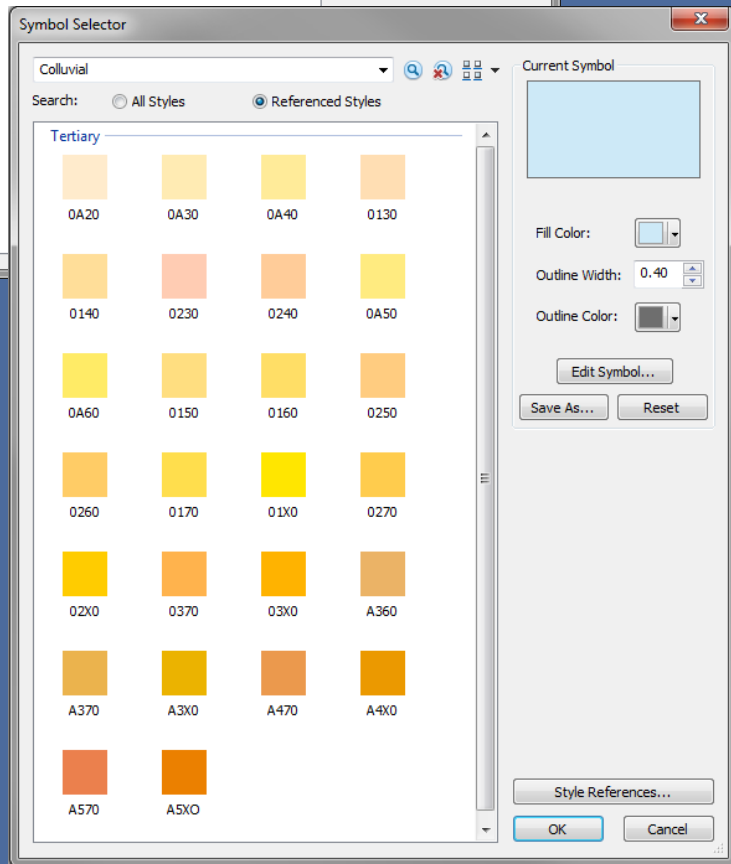 Symbol Selector
Colluvial
Search: All Styles Referenced Styles
Tertiary
0A20 0A30 0A40 0130
0140 0230 0240 0A50
0A60 0150 0160 0250
0260 0170 01X0 0270
02X0 0370 03X0 A360
A370 A3X0 A470 A4X0
A570 A5XO
Current Symbol
Fill Color:
Outline Width: 0.40
Outline Color:
Edit Symbol...
Save As... Reset
Style References...
OK Cancel